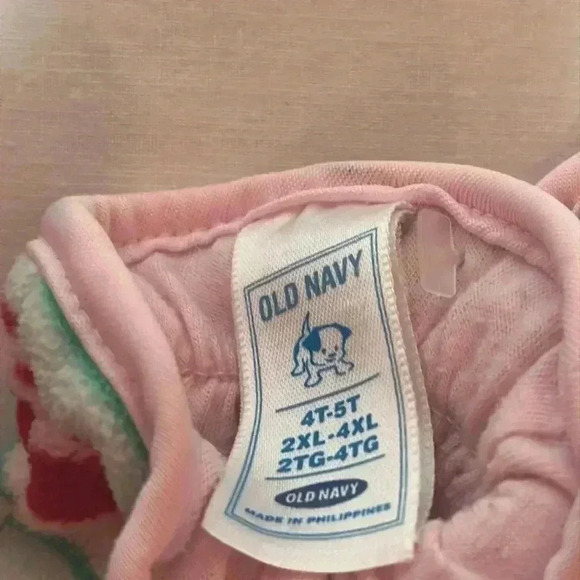 OLD NAVY
4T-5T
2XL-4XL
2TG-4TG
OLD NAVY
MADE IN PHILIPPINES